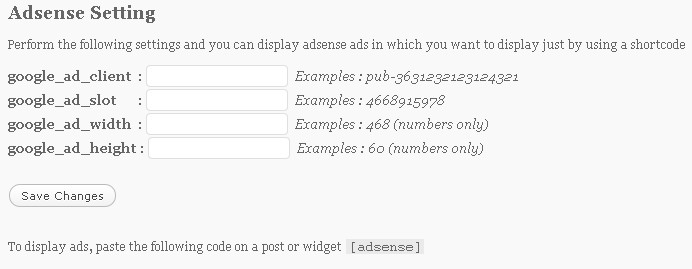 Adsense Setting
Perform the following settings and you can display adsense ads in which you want to display just by using a shortcode
google_ad_client : Examples : pub-3631232123124321
google_ad_slot : Examples : 4668915978
google_ad_width : Examples : 468 (numbers only)
google_ad_height : Examples : 60 (numbers only)
Save Changes
To display ads, paste the following code on a post or widget [adsense]